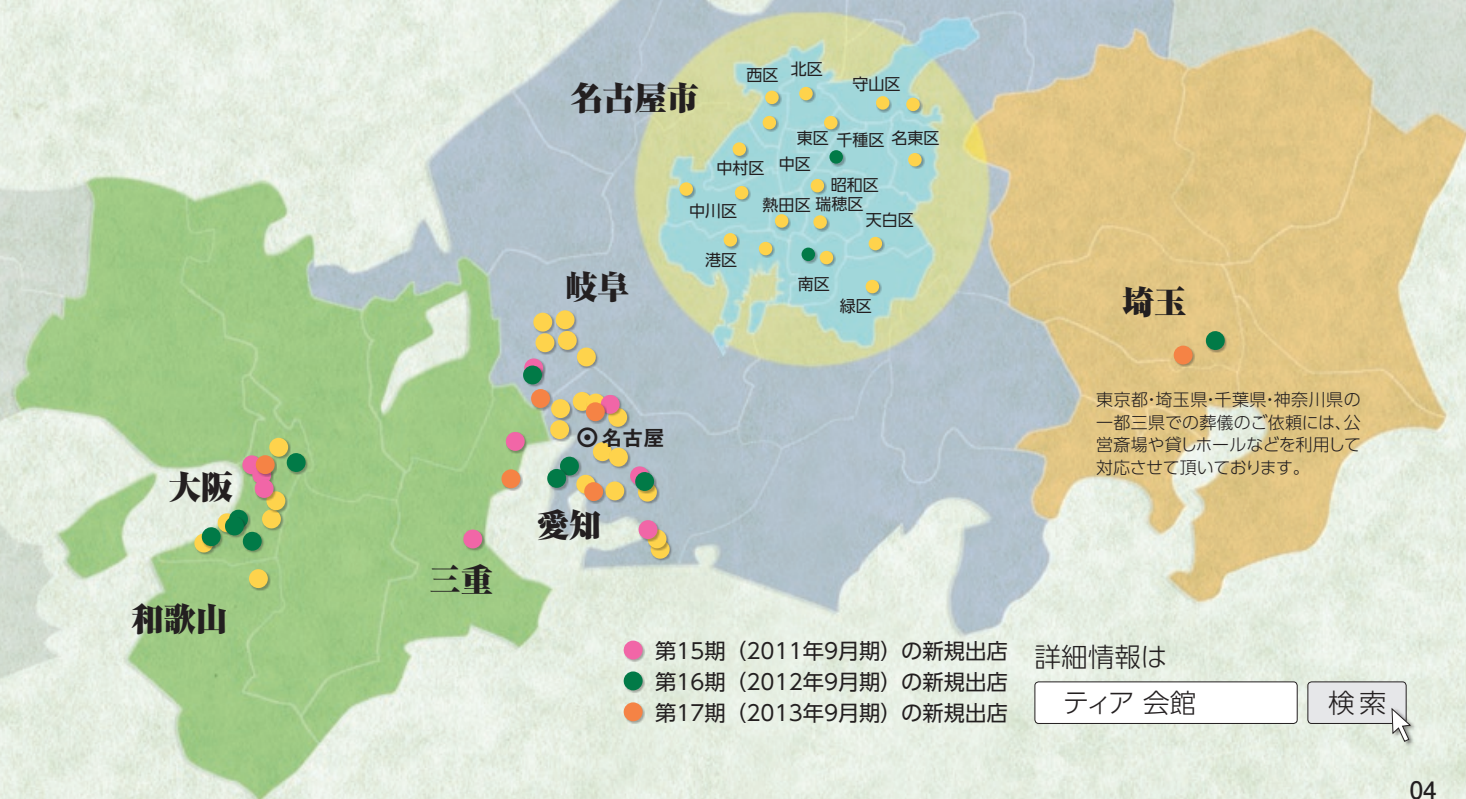 名古屋市
西区
北区
守山区
東区
千種区
名東区
中村区
中区
昭和区
中川区
熱田区
瑞穂区
天白区
港区
南区
緑区
岐阜
埼玉
東京都・埼玉県・千葉県・神奈川県の
一都三県での葬儀のご依頼には、公
営斎場や貸しホールなどを利用して
対応させて頂いております。
名古屋
大阪
愛知
三重
和歌山
第15期（2011年9月期）の新規出店
第16期（2012年9月期）の新規出店
第17期（2013年9月期）の新規出店
詳細情報は
ティア 会館
検索
04